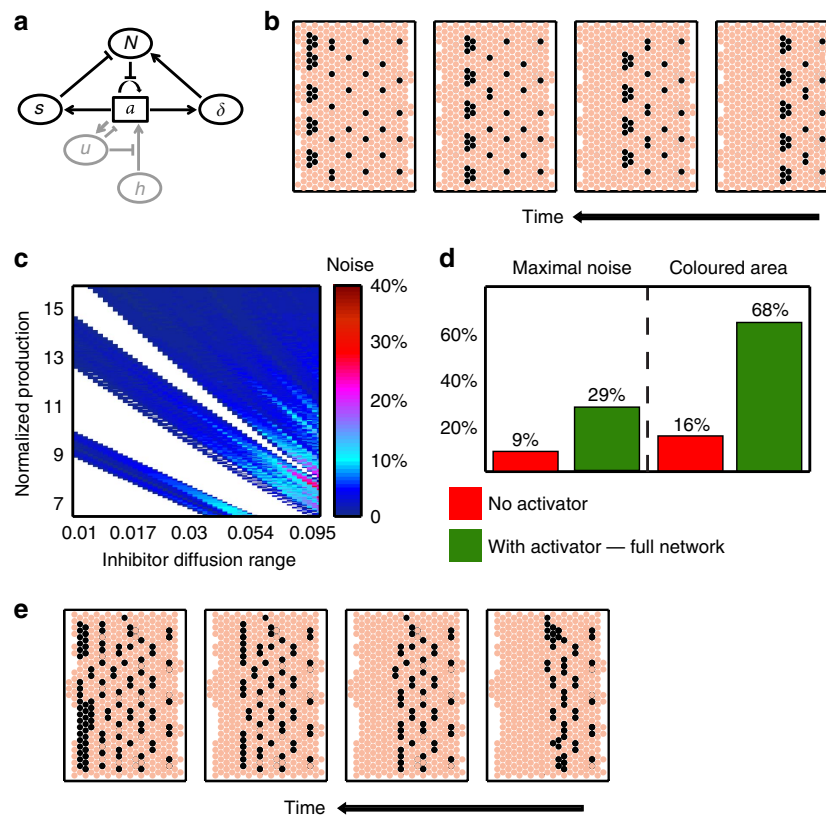 a
N
s
a
δ
u
h
b
Time
c
Noise
Normalized production
15
13
11
9
7
0.01 0.017 0.03 0.054 0.095
Inhibitor diffusion range
40%
30%
20%
10%
0
d
Maximal noise Coloured area
60%
40%
20%
9%
29%
16%
68%
No activator
With activator — full network
e
Time